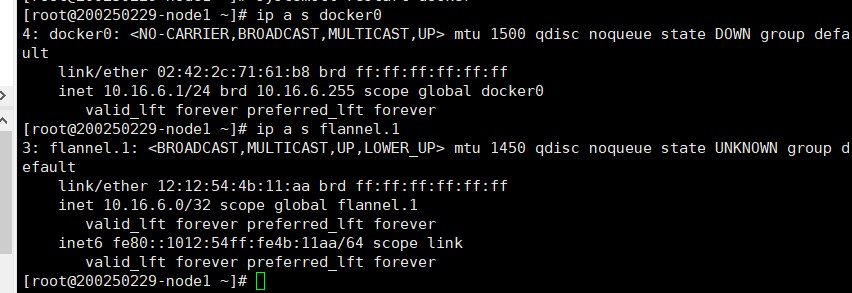 [root@200250229-node1 ~]# ip a s docker0
4: docker0: <NO-CARRIER,BROADCAST,MULTICAST,UP> mtu 1500 qdisc noqueue state DOWN group defa
ult
    link/ether 02:42:2c:71:61:b8 brd ff:ff:ff:ff:ff:ff
    inet 10.16.6.1/24 brd 10.16.6.255 scope global docker0
       valid_lft forever preferred_lft forever
[root@200250229-node1 ~]# ip a s flannel.1
3: flannel.1: <BROADCAST,MULTICAST,UP,LOWER_UP> mtu 1450 qdisc noqueue state UNKNOWN group d
efault
    link/ether 12:12:54:4b:11:aa brd ff:ff:ff:ff:ff:ff
    inet 10.16.6.0/32 scope global flannel.1
       valid_lft forever preferred_lft forever
    inet6 fe80::1012:54ff:fe4b:11aa/64 scope link
       valid_lft forever preferred_lft forever
[root@200250229-node1 ~]#